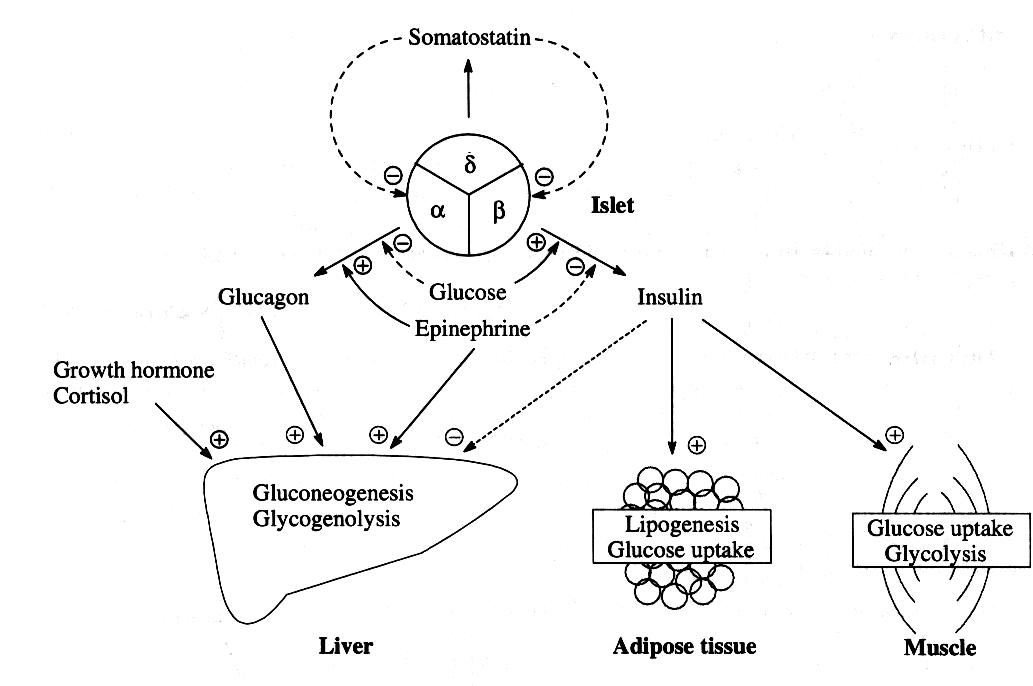 Somatostatin
δ
⊖
⊖
α
β
Islet
⊖
⊕
⊕
⊖
Glucose
Glucagon
Insulin
Epinephrine
Growth hormone
Cortisol
⊕
⊕
⊕
⊖
⊕
⊕
Gluconeogenesis
Glycogenolysis
Lipogenesis
Glucose uptake
Glucose uptake
Glycolysis
Liver
Adipose tissue
Muscle